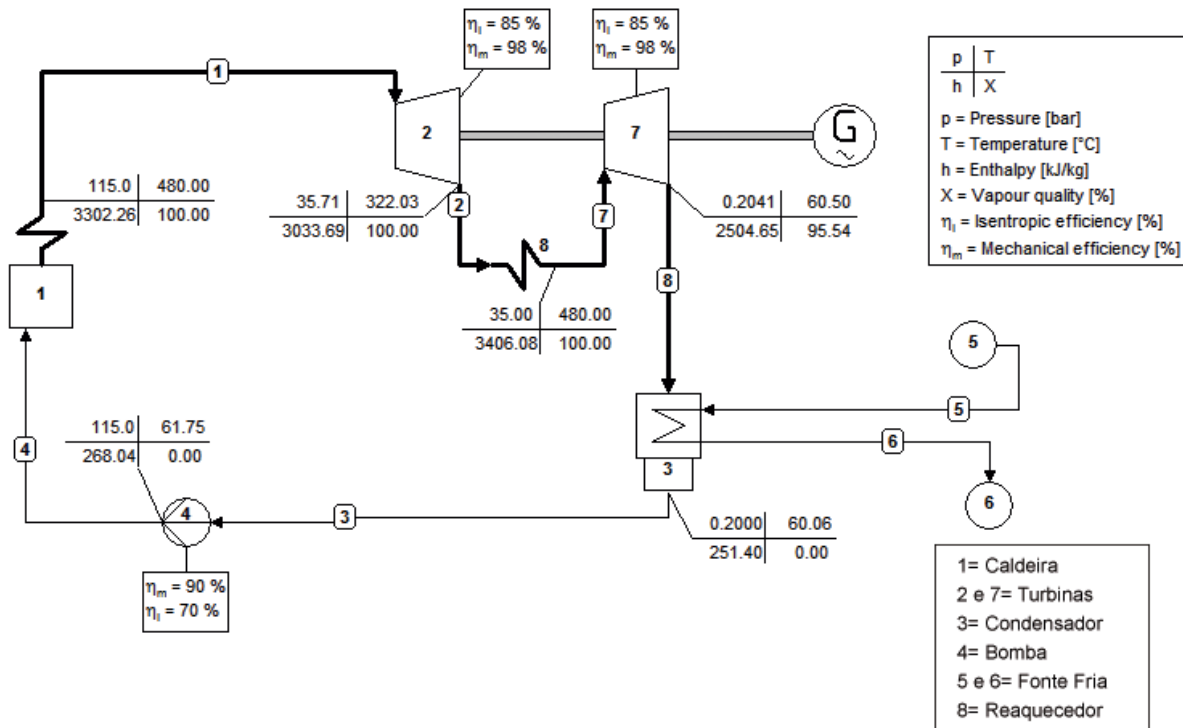 ηᵢ = 85 %
ηₘ = 98 %
ηᵢ = 85 %
ηₘ = 98 %
p T
h X
p = Pressure [bar]
T = Temperature [°C]
h = Enthalpy [kJ/kg]
X = Vapour quality [%]
ηᵢ = Isentropic efficiency [%]
ηₘ = Mechanical efficiency [%]
1
2
7
G
~
115.0 480.00
3302.26 100.00
35.71 322.03
3033.69 100.00
2
7
0.2041 60.50
2504.65 95.54
8
1
8
35.00 480.00
3406.08 100.00
5
5
6
115.0 61.75
268.04 0.00
4
3
6
4
3
0.2000 60.06
251.40 0.00
ηₘ = 90 %
ηᵢ = 70 %
1= Caldeira
2 e 7= Turbinas
3= Condensador
4= Bomba
5 e 6= Fonte Fria
8= Reaquecedor